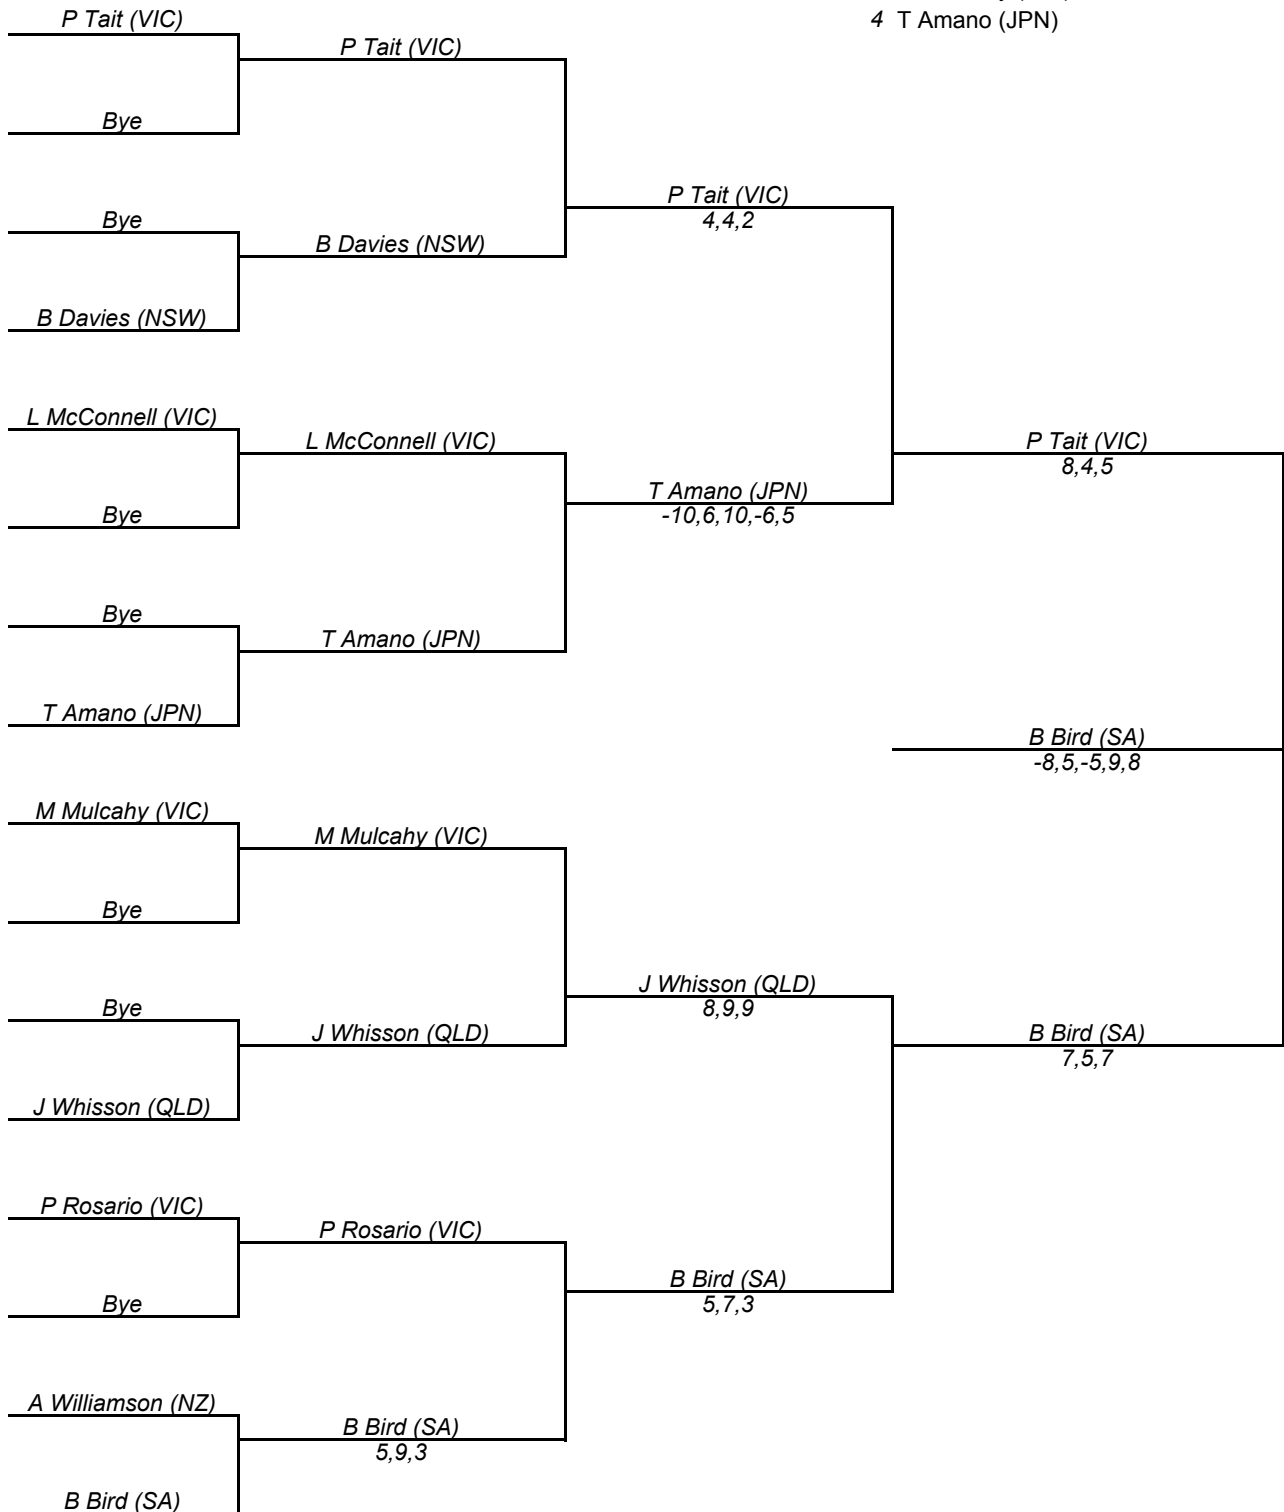 P Tait (VIC)
4 T Amano (JPN)
P Tait (VIC)
Bye
P Tait (VIC)
4,4,2
Bye
B Davies (NSW)
B Davies (NSW)
L McConnell (VIC)
L McConnell (VIC)
P Tait (VIC)
8,4,5
T Amano (JPN)
-10,6,10,-6,5
Bye
Bye
T Amano (JPN)
T Amano (JPN)
B Bird (SA)
-8,5,-5,9,8
M Mulcahy (VIC)
M Mulcahy (VIC)
Bye
J Whisson (QLD)
8,9,9
Bye
J Whisson (QLD)
B Bird (SA)
7,5,7
J Whisson (QLD)
P Rosario (VIC)
P Rosario (VIC)
B Bird (SA)
5,7,3
Bye
A Williamson (NZ)
B Bird (SA)
5,9,3
B Bird (SA)